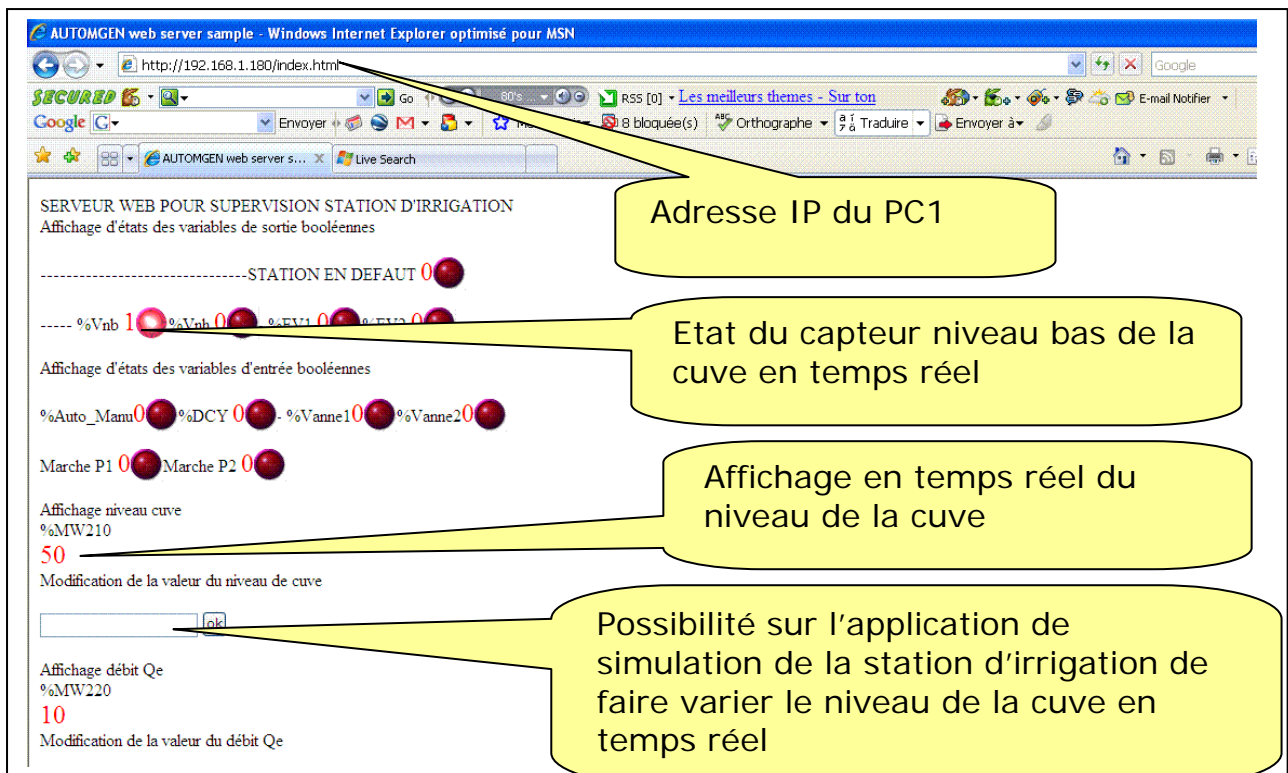 AUTOMGEN web server sample - Windows Internet Explorer optimisé pour MSN
http://192.168.1.180/index.html
Google
SECURED
Go
80's
RSS [0]
Les meilleurs themes - Sur ton
E-mail Notifier
Google
G
Envoyer
8 bloquée(s)
Orthographe
Traduire
Envoyer à
AUTOMGEN web server s...
Live Search
Adresse IP du PC1
SERVEUR WEB POUR SUPERVISION STATION D'IRRIGATION
Affichage d'états des variables de sortie booléennes
--------------------------------STATION EN DEFAUT 0
----- %Vnb 1 %Vnh 0 - %EV1 0 %EV2 0
Etat du capteur niveau bas de la
cuve en temps réel
Affichage d'états des variables d'entrée booléennes
%Auto_Manu0 %DCY 0 - %Vanne1 0 %Vanne2 0
Marche P1 0 Marche P2 0
Affichage en temps réel du
niveau de la cuve
Affichage niveau cuve
%MW210
50
Modification de la valeur du niveau de cuve
ok
Possibilité sur l'application de
simulation de la station d'irrigation de
faire varier le niveau de la cuve en
temps réel
Affichage débit Qe
%MW220
10
Modification de la valeur du débit Qe